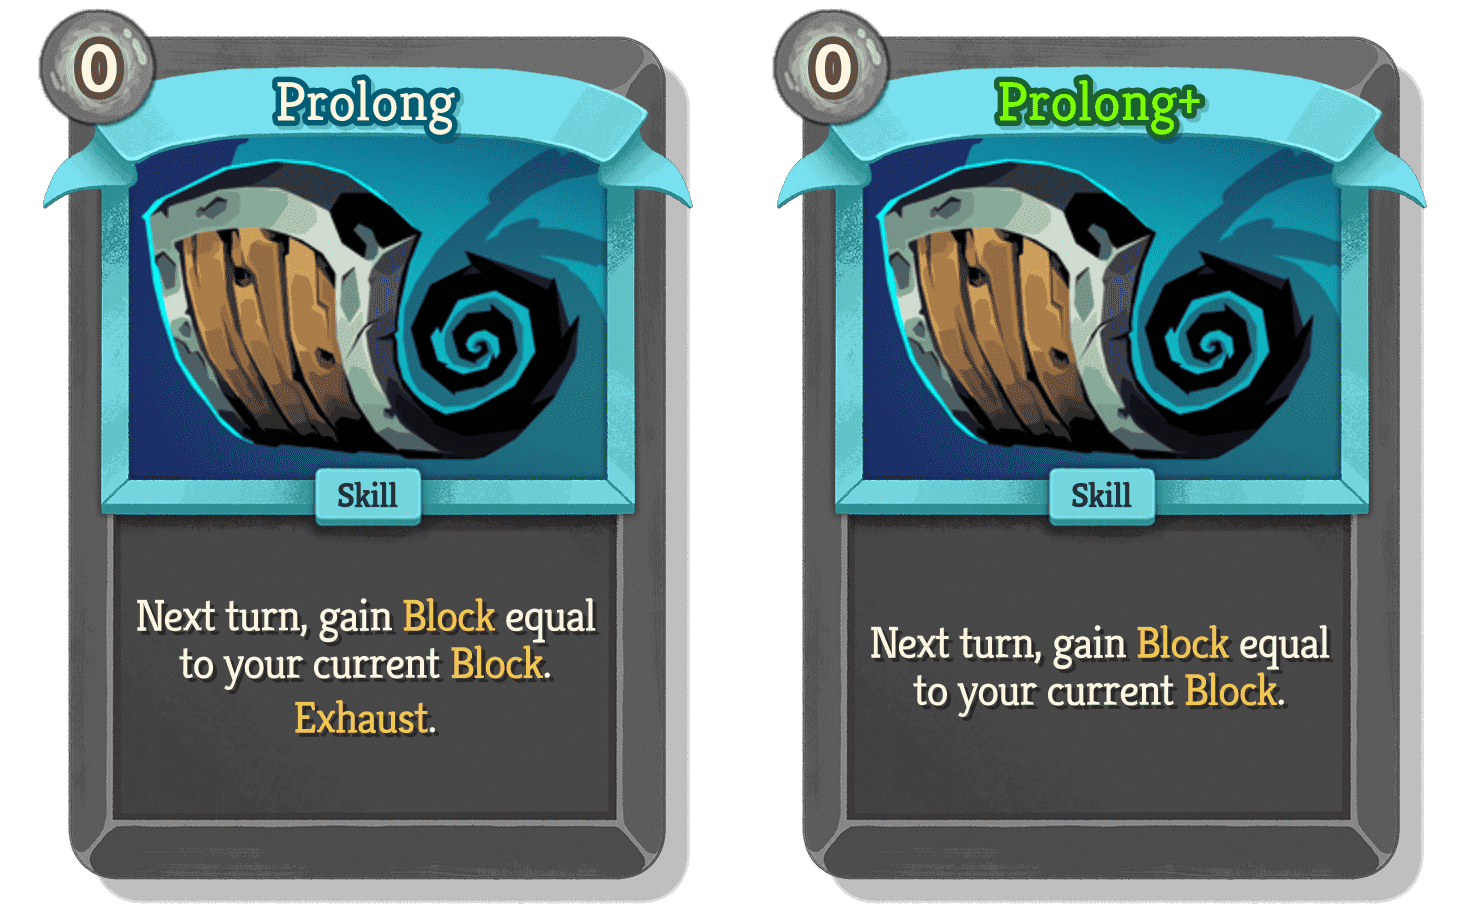 0
Prolong
Skill
Next turn, gain Block equal
to your current Block.
Exhaust.
0
Prolong+
Skill
Next turn, gain Block equal
to your current Block.